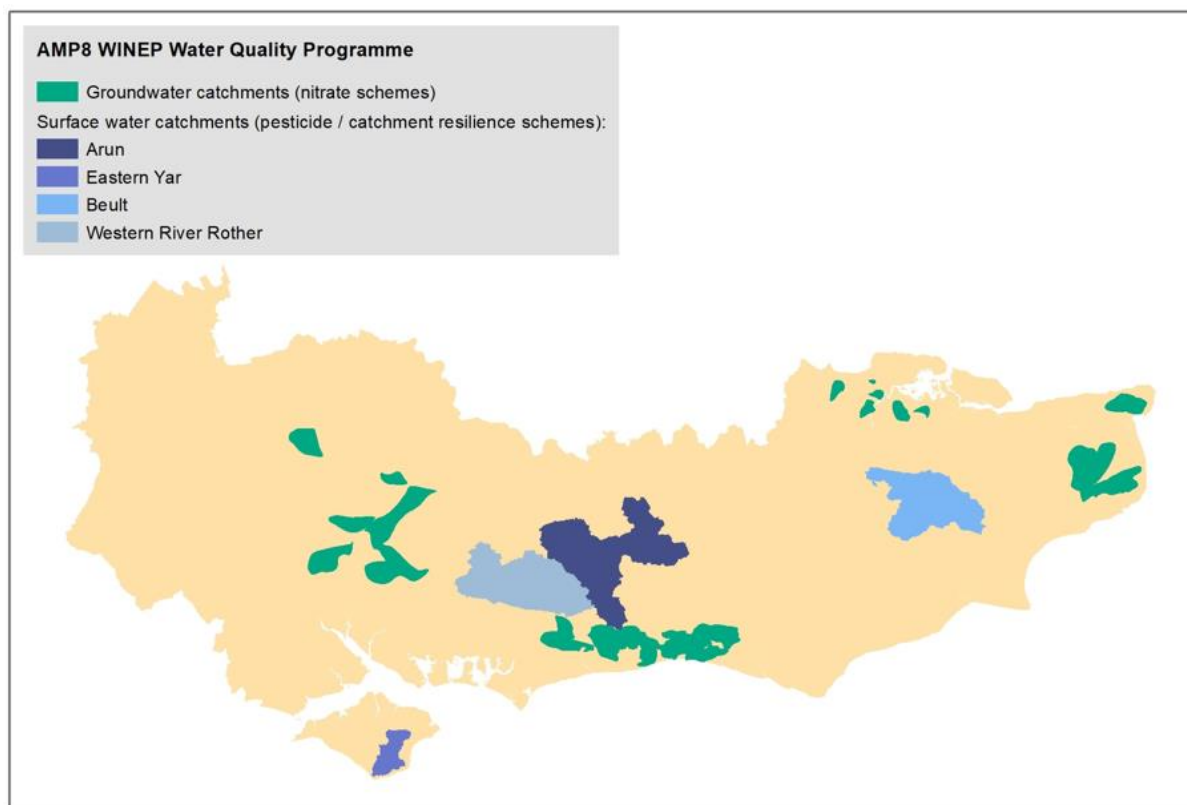 AMP8 WINEP Water Quality Programme
Groundwater catchments (nitrate schemes)
Surface water catchments (pesticide / catchment resilience schemes):
Arun
Eastern Yar
Beult
Western River Rother